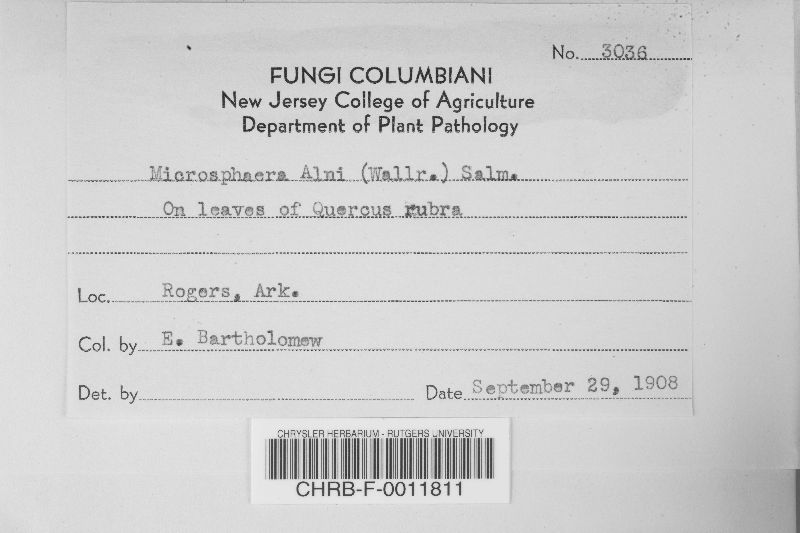 No. 3036
FUNGI COLUMBIANI
New Jersey College of Agriculture
Department of Plant Pathology
Microsphaera Alni (Wallr.) Salm.
On leaves of Quercus rubra
Loc. Rogers, Ark.
Col. by E. Bartholomew
Det. by
Date September 29, 1908
CHRYSLER HERBARIUM - RUTGERS UNIVERSITY
CHRB-F-0011811